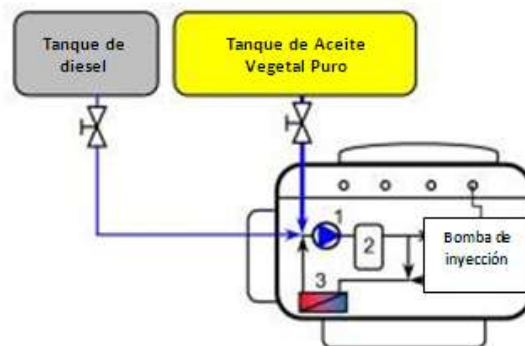 Tanque de
diesel
Tanque de Aceite
Vegetal Puro
1
2
3
Bomba de
inyección